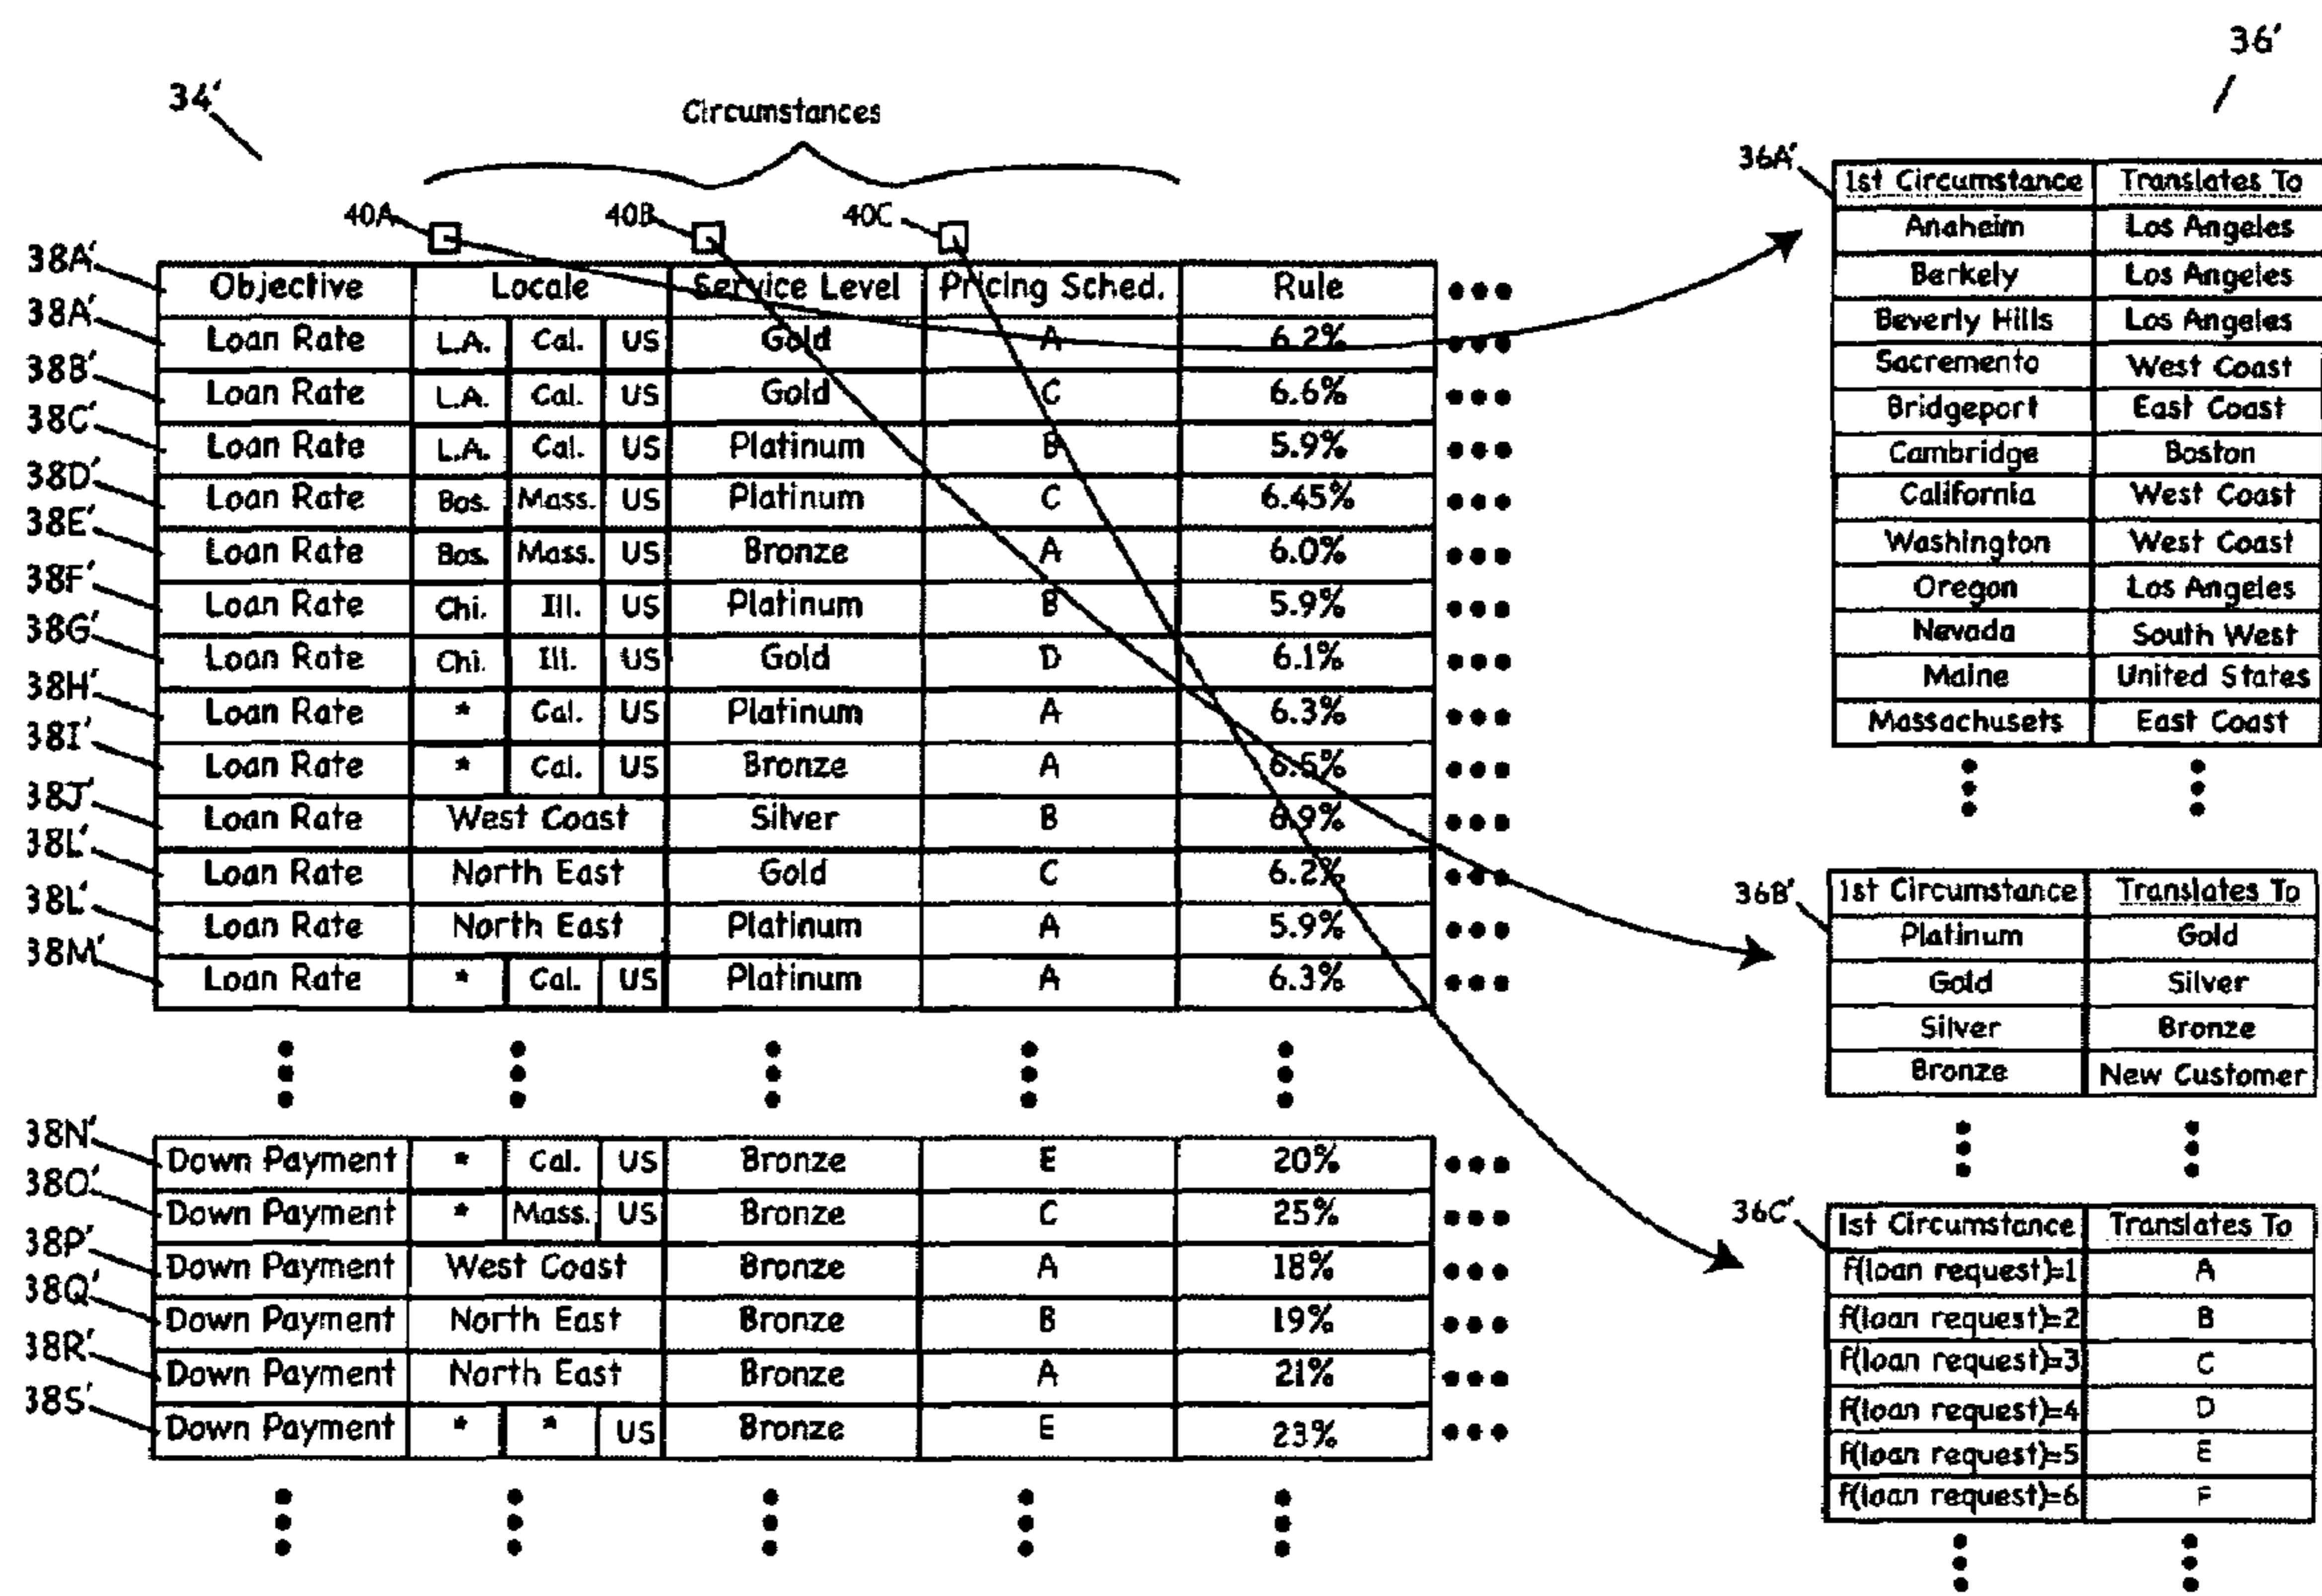 36'
34'
Circumstances
40A 40B 40C
38A' Objective Locale Service Level Pricing Sched. Rule
38A' Loan Rate L.A. Cal. US Gold A 6.2%
38B' Loan Rate L.A. Cal. US Gold C 6.6%
38C' Loan Rate L.A. Cal. US Platinum B 5.9%
38D' Loan Rate Bos. Mass. US Platinum C 6.45%
38E' Loan Rate Bos. Mass. US Bronze A 6.0%
38F' Loan Rate Chi. Ill. US Platinum B 5.9%
38G' Loan Rate Chi. Ill. US Gold D 6.1%
38H' Loan Rate * Cal. US Platinum A 6.3%
38I' Loan Rate * Cal. US Bronze A
38J' Loan Rate West Coast Silver B
38L' Loan Rate North East Gold C 6.2%
38L' Loan Rate North East Platinum A 5.9%
38M' Loan Rate * Cal. US Platinum A 6.3%
38N' Down Payment * Cal. US Bronze E 20%
38O' Down Payment * Mass. US Bronze C 25%
38P' Down Payment West Coast Bronze A 18%
38Q' Down Payment North East Bronze B 19%
38R' Down Payment North East Bronze A 21%
38S' Down Payment * * US Bronze E 23%
36A'
1st Circumstance Translates To
Anaheim Los Angeles
Berkely Los Angeles
Beverly Hills Los Angeles
Sacremento West Coast
Bridgeport East Coast
Cambridge Boston
California West Coast
Washington West Coast
Oregon Los Angeles
Nevada South West
Maine United States
Massachusets East Coast
36B'
1st Circumstance Translates To
Platinum Gold
Gold Silver
Silver Bronze
Bronze New Customer
36C'
1st Circumstance Translates To
f(loan request)=1 A
f(loan request)=2 B
f(loan request)=3 C
f(loan request)=4 D
f(loan request)=5 E
f(loan request)=6 F